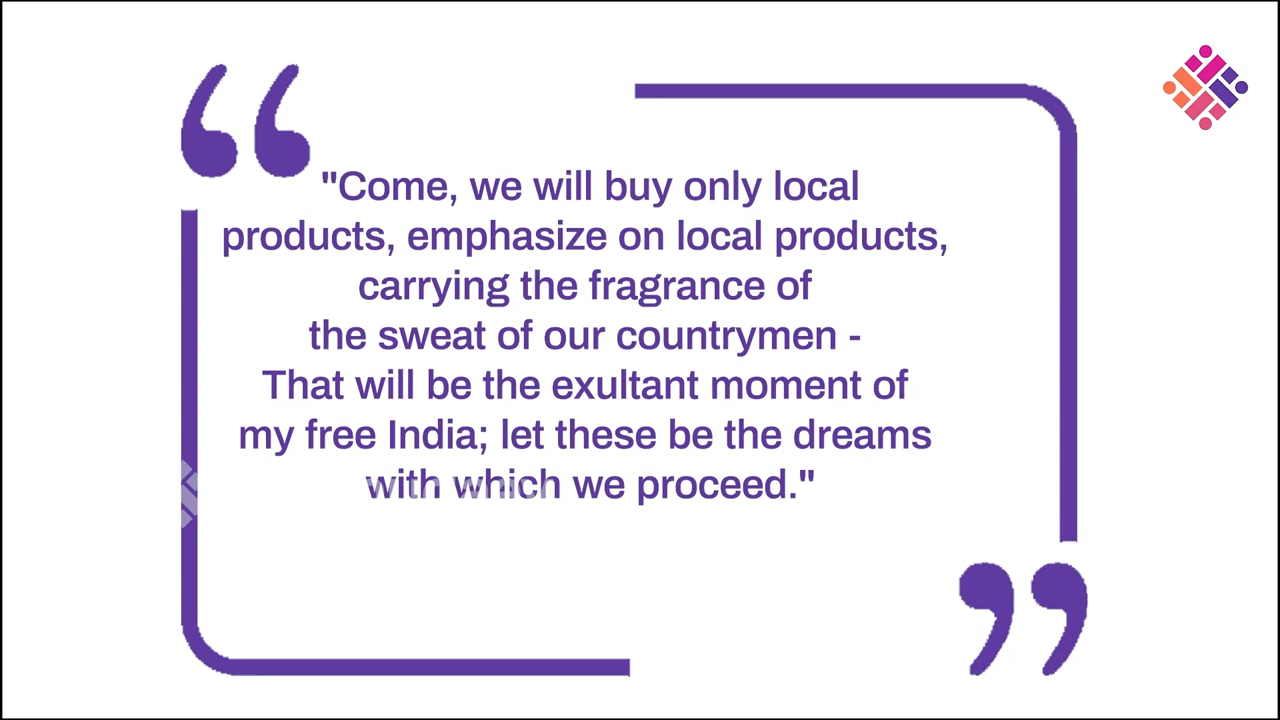 "Come, we will buy only local
products, emphasize on local products,
carrying the fragrance of
the sweat of our countrymen -
That will be the exultant moment of
my free India; let these be the dreams
with which we proceed."